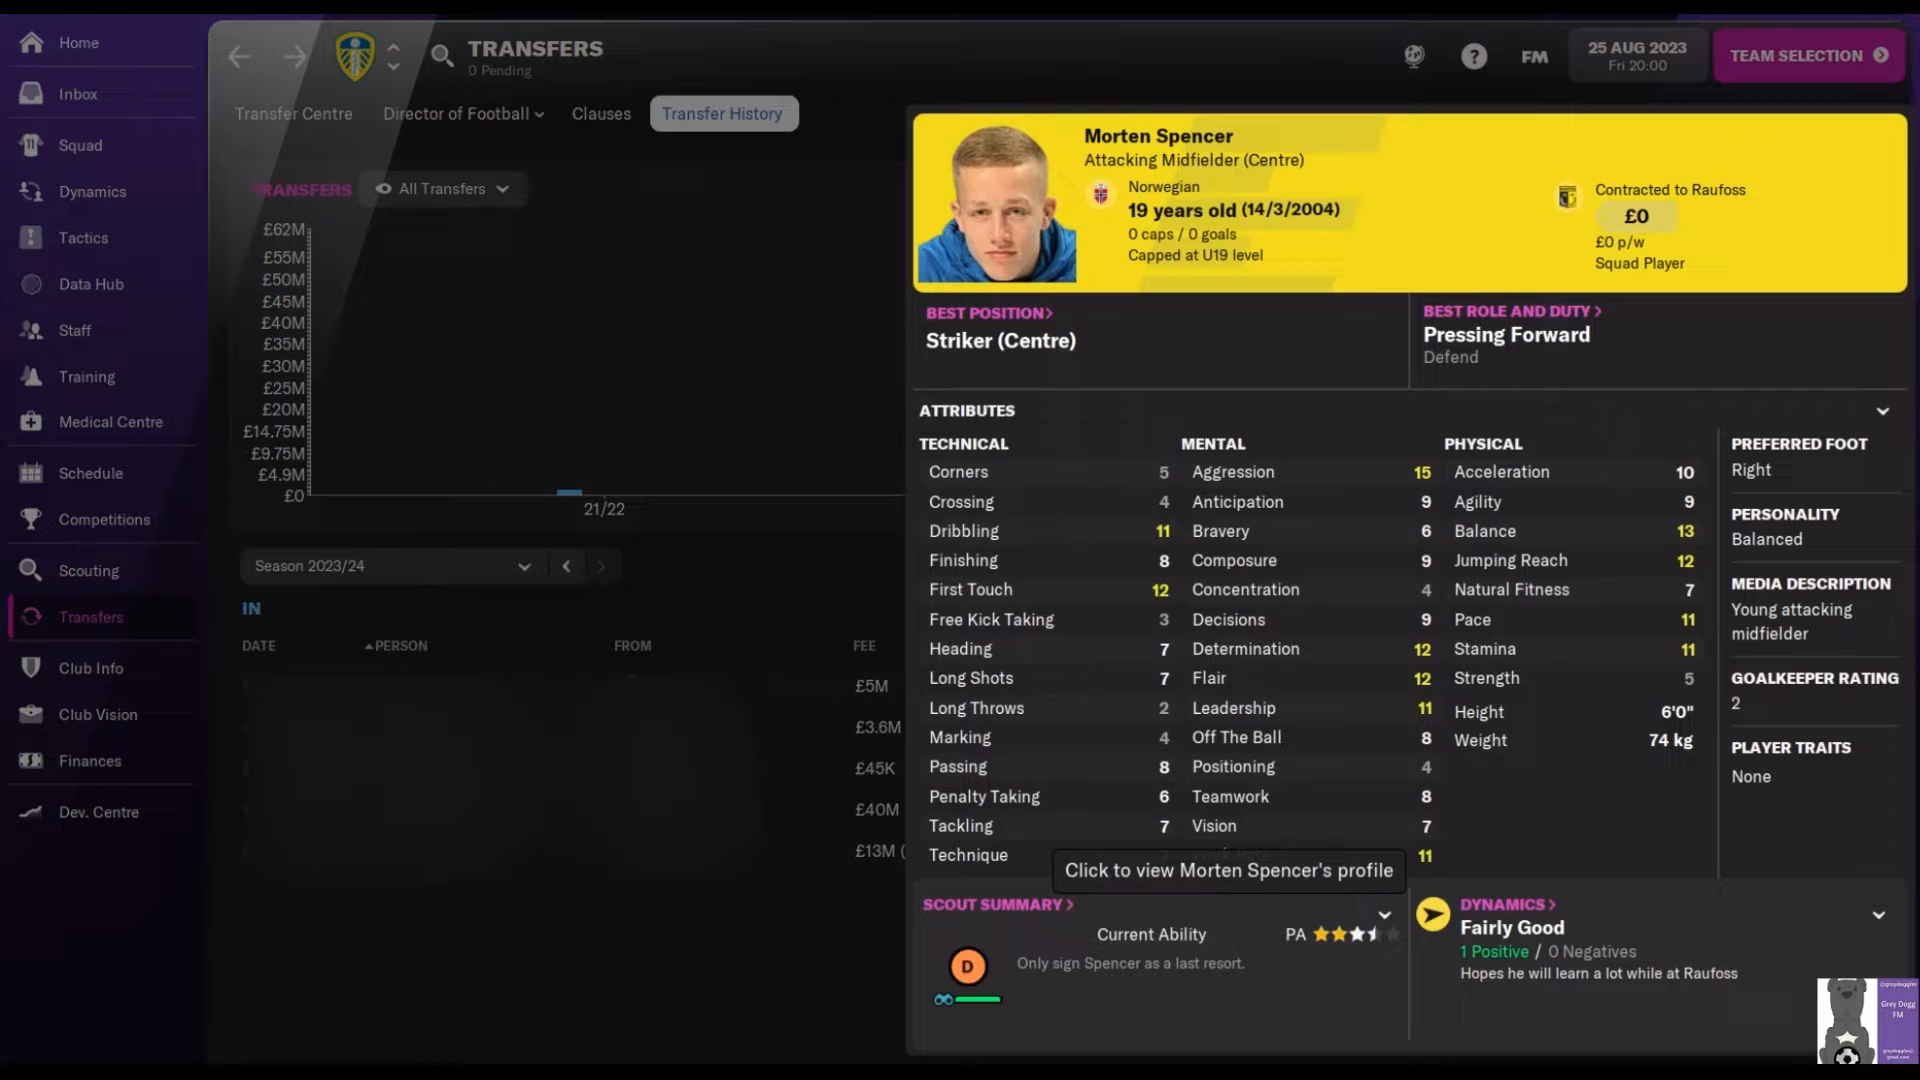 Home
Inbox
Squad
Dynamics
Tactics
Data Hub
Staff
Training
Medical Centre
Schedule
Competitions
Scouting
Transfers
Club Info
Club Vision
Finances
Dev. Centre
TRANSFERS
0 Pending
FM
25 AUG 2023
Fri 20:00
TEAM SELECTION
Transfer Centre
Director of Football
Clauses
Transfer History
TRANSFERS
All Transfers
£62M
£55M
£50M
£45M
£40M
£35M
£30M
£25M
£20M
£14.75M
£9.75M
£4.9M
£0
21/22
Season 2023/24
IN
DATE PERSON FROM FEE
£5M
£3.6M
£45K
£40M
£13M (
Morten Spencer
Attacking Midfielder (Centre)
Norwegian
19 years old (14/3/2004)
0 caps / 0 goals
Capped at U19 level
Contracted to Raufoss
£0
£0 p/w
Squad Player
BEST POSITION>
Striker (Centre)
BEST ROLE AND DUTY >
Pressing Forward
Defend
ATTRIBUTES
TECHNICAL
Corners 5
Crossing 4
Dribbling 11
Finishing 8
First Touch 12
Free Kick Taking 3
Heading 7
Long Shots 7
Long Throws 2
Marking 4
Passing 8
Penalty Taking 6
Tackling 7
Technique
MENTAL
Aggression 15
Anticipation 9
Bravery 6
Composure 9
Concentration 4
Decisions 9
Determination 12
Flair 12
Leadership 11
Off The Ball 8
Positioning 4
Teamwork 8
Vision 7
11
PHYSICAL
Acceleration 10
Agility 9
Balance 13
Jumping Reach 12
Natural Fitness 7
Pace 11
Stamina 11
Strength 5
Height 6'0"
Weight 74 kg
PREFERRED FOOT
Right
PERSONALITY
Balanced
MEDIA DESCRIPTION
Young attacking
midfielder
GOALKEEPER RATING
2
PLAYER TRAITS
None
Click to view Morten Spencer's profile
SCOUT SUMMARY >
Current Ability PA
D
Only sign Spencer as a last resort.
DYNAMICS >
Fairly Good
1 Positive / 0 Negatives
Hopes he will learn a lot while at Raufoss
Grey Dogg
FM